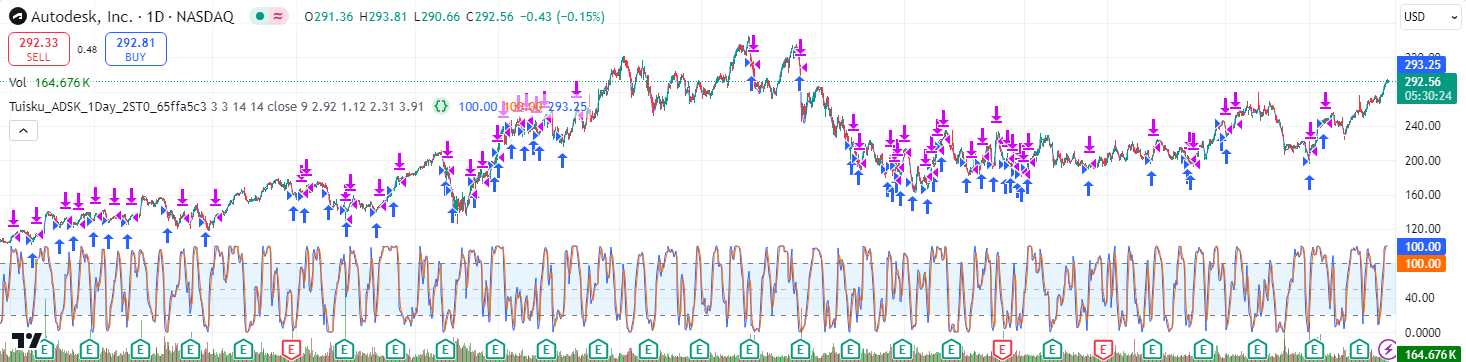 Autodesk, Inc. · 1D · NASDAQ O291.36 H293.81 L290.66 C292.56 −0.43 (−0.15%)
USD
292.33 0.48 292.81
SELL BUY
293.25
Vol 164.676 K
292.56
05:30:24
Tuisku_ADSK_1Day_2ST0_65ffa5c3 3 3 14 14 close 9 2.92 1.12 2.31 3.91 {} 100.00 100.00 293.25
240.00
200.00
160.00
120.00
100.00
100.00
40.00
0.0000
E E E E E E E E E E E E E E E E E E E E E E E E E E E
164.676 K